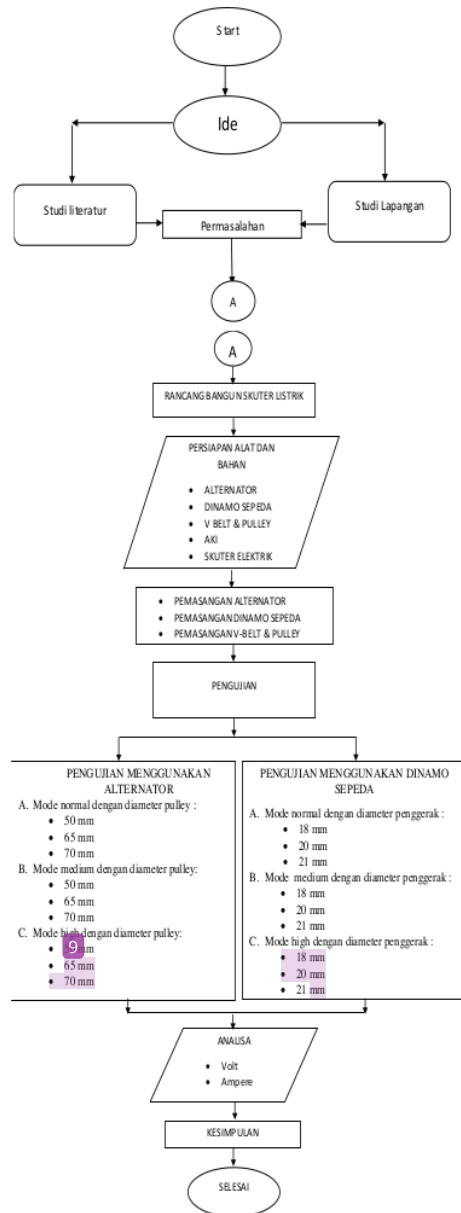 Start
Ide
Studi literatur
Studi Lapangan
Permasalahan
A
A
RANCANG BANGUN SKUTER LISTRIK
PERSIAPAN ALAT DAN
BAHAN
• ALTERNATOR
• DINAMO SEPEDA
• V BELT & PULLEY
• AKI
• SKUTER ELEKTRIK
• PEMASANGAN ALTERNATOR
• PEMASANGAN DINAMO SEPEDA
• PEMASANGAN V-BELT & PULLEY
PENGUJIAN
PENGUJIAN MENGGUNAKAN
ALTERNATOR
A. Mode normal dengan diameter pulley :
• 50 mm
• 65 mm
• 70 mm
B. Mode medium dengan diameter pulley:
• 50 mm
• 65 mm
• 70 mm
C. Mode high dengan diameter pulley:
9
• mm
• 65 mm
• 70 mm
PENGUJIAN MENGGUNAKAN DINAMO
SEPEDA
A. Mode normal dengan diameter penggerak :
• 18 mm
• 20 mm
• 21 mm
B. Mode medium dengan diameter penggerak :
• 18 mm
• 20 mm
• 21 mm
C. Mode high dengan diameter penggerak :
• 18 mm
• 20 mm
• 21 mm
ANALISA
• Volt
• Ampere
KESIMPULAN
SELESAI